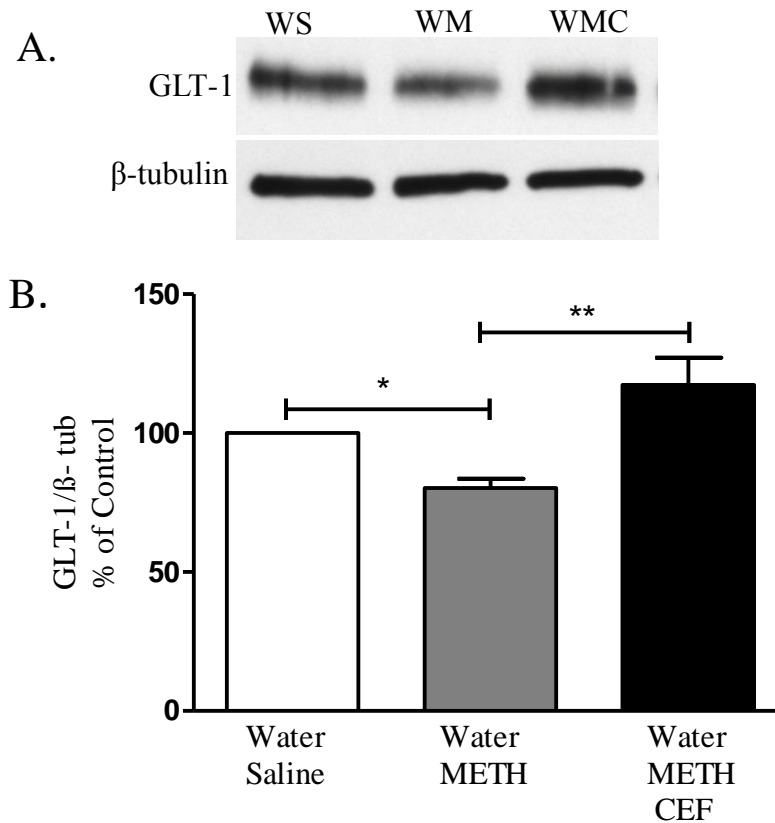 A.
WS WM WMC
GLT-1
β-tubulin
B.
GLT-1/ß- tub
% of Control
150
100
50
0
*
**
Water
Saline
Water
METH
Water
METH
CEF